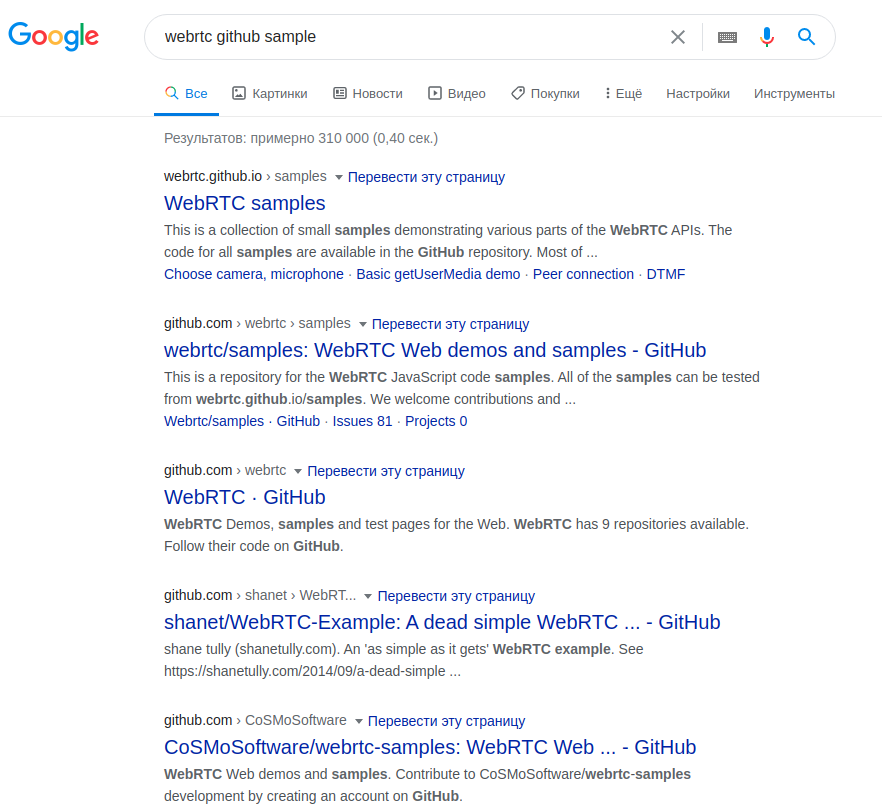 Google
webrtc github sample
Все Картинки Новости Видео Покупки Ещё Настройки Инструменты
Результатов: примерно 310 000 (0,40 сек.)
webrtc.github.io › samples Перевести эту страницу
WebRTC samples
This is a collection of small samples demonstrating various parts of the WebRTC APIs. The
code for all samples are available in the GitHub repository. Most of ...
Choose camera, microphone · Basic getUserMedia demo · Peer connection · DTMF
github.com › webrtc › samples Перевести эту страницу
webrtc/samples: WebRTC Web demos and samples - GitHub
This is a repository for the WebRTC JavaScript code samples. All of the samples can be tested
from webrtc.github.io/samples. We welcome contributions and ...
Webrtc/samples · GitHub · Issues 81 · Projects 0
github.com › webrtc Перевести эту страницу
WebRTC · GitHub
WebRTC Demos, samples and test pages for the Web. WebRTC has 9 repositories available.
Follow their code on GitHub.
github.com › shanet › WebRT... Перевести эту страницу
shanet/WebRTC-Example: A dead simple WebRTC ... - GitHub
shane tully (shanetully.com). An 'as simple as it gets' WebRTC example. See
https://shanetully.com/2014/09/a-dead-simple ...
github.com › CoSMoSoftware Перевести эту страницу
CoSMoSoftware/webrtc-samples: WebRTC Web ... - GitHub
WebRTC Web demos and samples. Contribute to CoSMoSoftware/webrtc-samples
development by creating an account on GitHub.